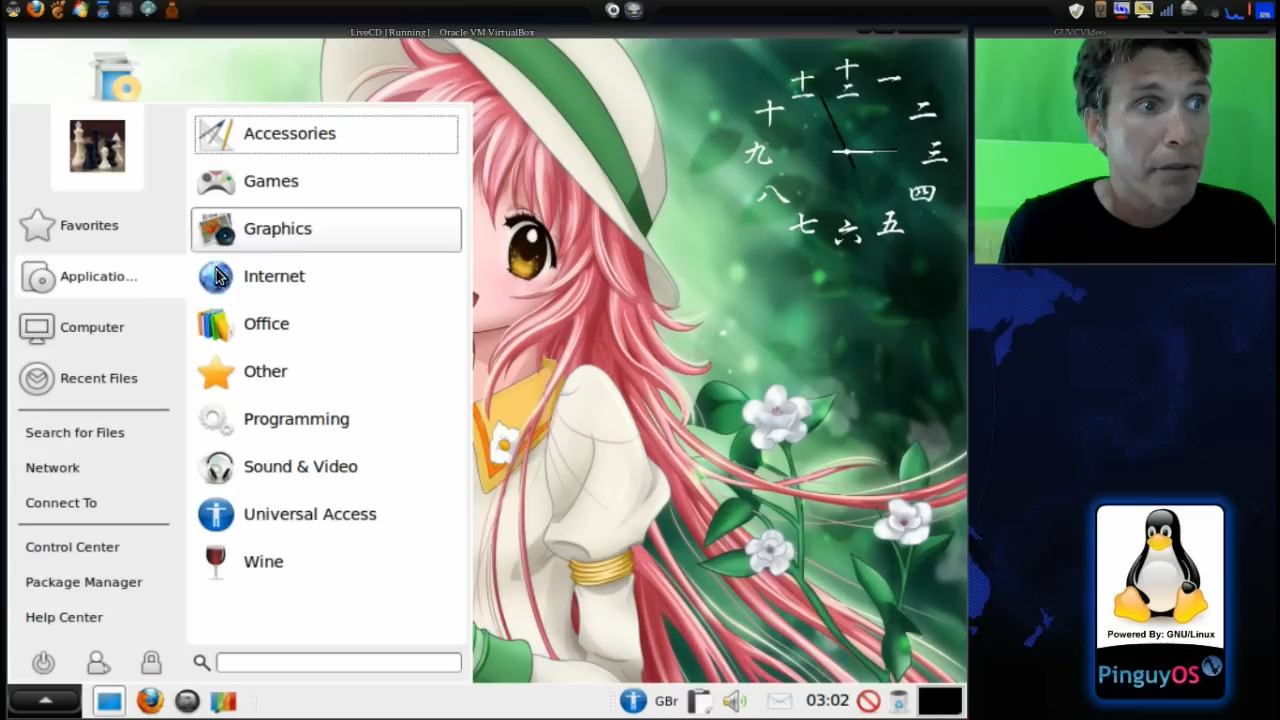 LiveCD [Running] - Oracle VM VirtualBox
GUVCVideo
十二
一
二
三
四
五
六
七
八
九
十
十一
Accessories
Games
Graphics
Internet
Office
Other
Programming
Sound & Video
Universal Access
Wine
Favorites
Applicatio...
Computer
Recent Files
Search for Files
Network
Connect To
Control Center
Package Manager
Help Center
GBr
03:02
Powered By: GNU/Linux
PinguyOS